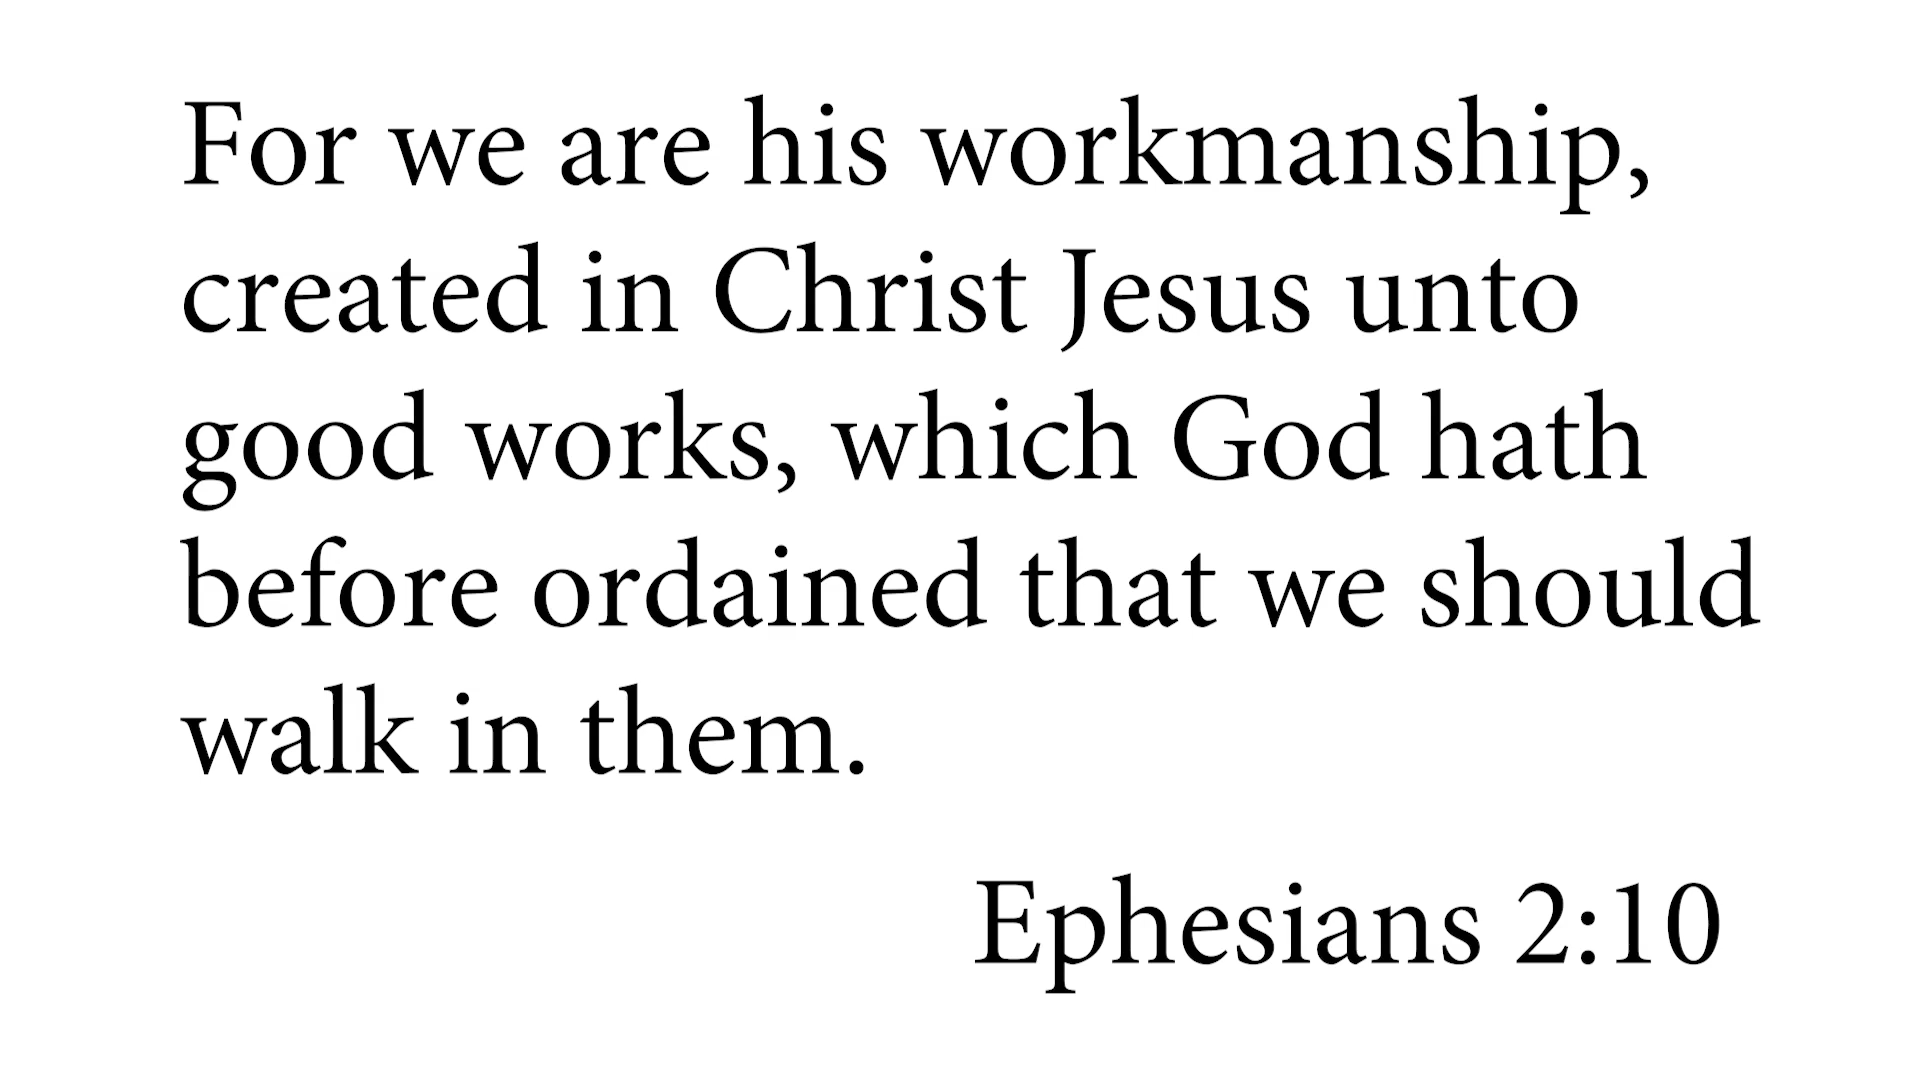 For we are his workmanship,
created in Christ Jesus unto
good works, which God hath
before ordained that we should
walk in them.
Ephesians 2:10